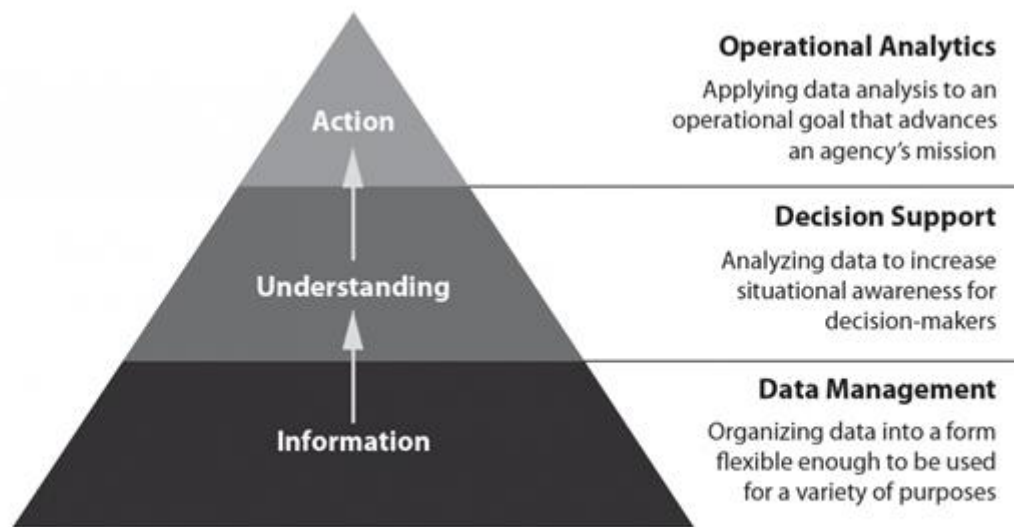 Action
Understanding
Information
Operational Analytics
Applying data analysis to an
operational goal that advances
an agency’s mission
Decision Support
Analyzing data to increase
situational awareness for
decision-makers
Data Management
Organizing data into a form
flexible enough to be used
for a variety of purposes